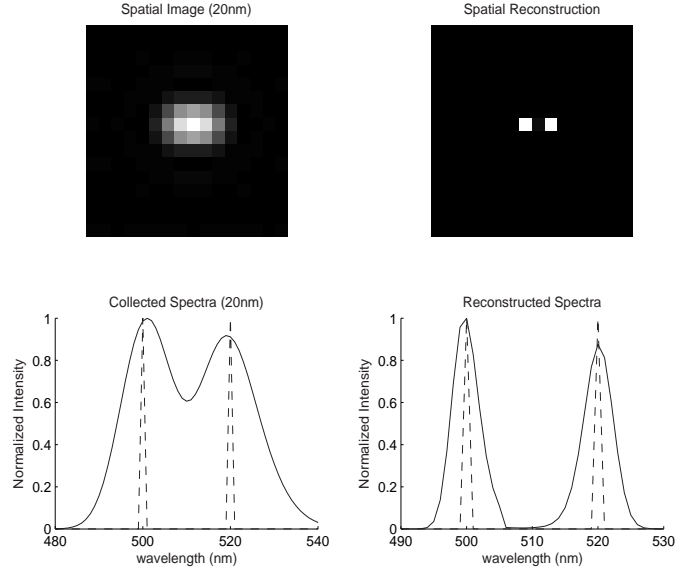 Spatial Image (20nm)
Spatial Reconstruction
Collected Spectra (20nm)
1
0.8
0.6
0.4
0.2
0
Normalized Intensity
480
500
520
540
wavelength (nm)
Reconstructed Spectra
1
0.8
0.6
0.4
0.2
0
Normalized Intensity
490
500
510
520
530
wavelength (nm)